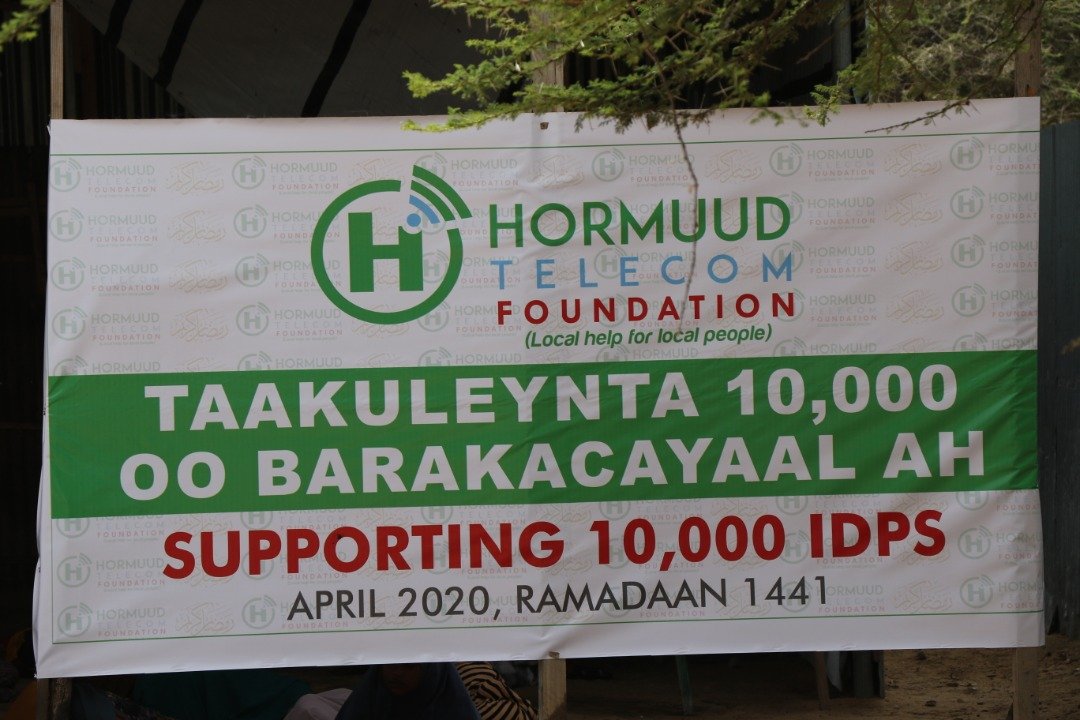 HORMUUD
TELECOM
FOUNDATION
(Local help for local people)
TAAKULEYNTA 10,000
OO BARAKACAYAAL AH
SUPPORTING 10,000 IDPS
APRIL 2020, RAMADAAN 1441